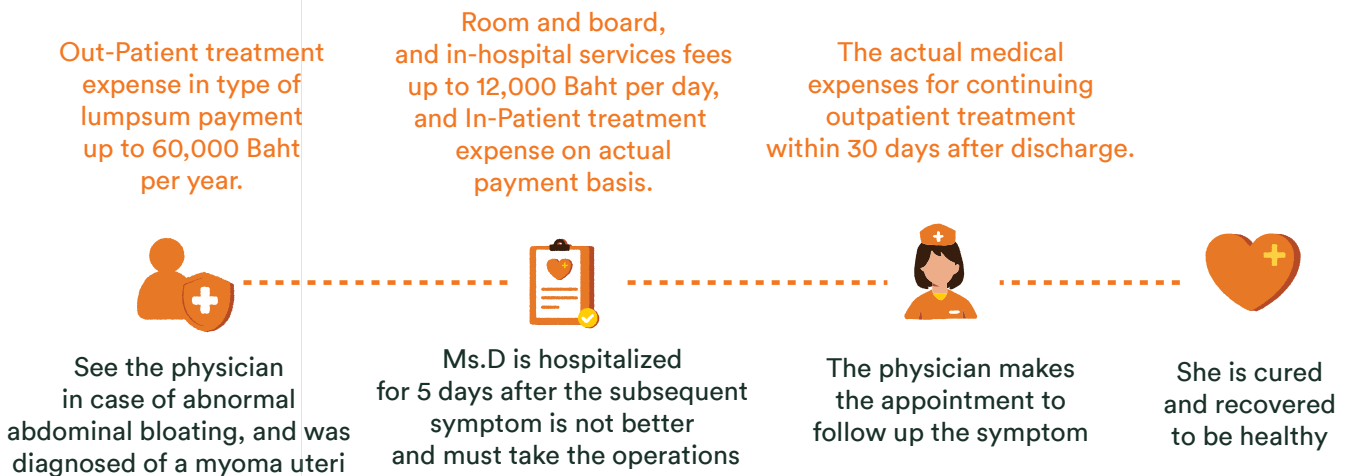 Out-Patient treatment
expense in type of
lumpsum payment
up to 60,000 Baht
per year.
Room and board,
and in-hospital services fees
up to 12,000 Baht per day,
and In-Patient treatment
expense on actual
payment basis.
The actual medical
expenses for continuing
outpatient treatment
within 30 days after discharge.
See the physician
in case of abnormal
abdominal bloating, and was
diagnosed of a myoma uteri
Ms.D is hospitalized
for 5 days after the subsequent
symptom is not better
and must take the operations
The physician makes
the appointment to
follow up the symptom
She is cured
and recovered
to be healthy